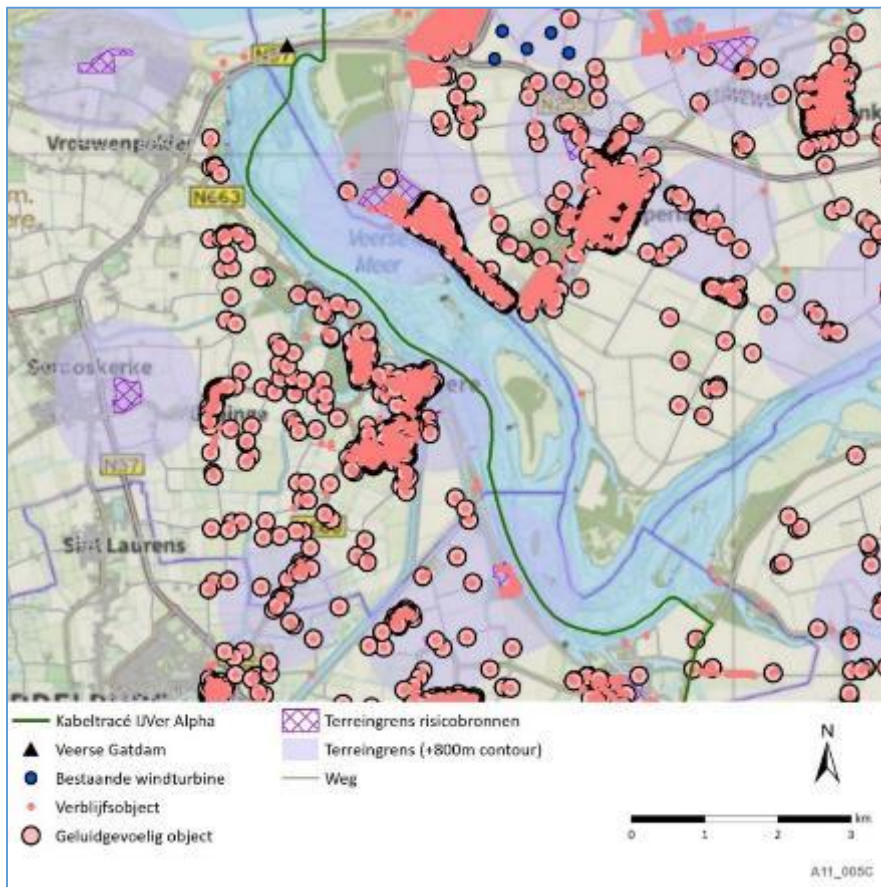 N57
Vrouwenpolder
N663
Veerse
Meer
Serooskerke
N57
Sint Laurens
Kabeltracé IJVer Alpha
Veerse Gatdam
Bestaande windturbine
Verblijfsobject
Geluidgevoelig object
Terreingrens risicobronnen
Terreingrens (+800m contour)
Weg
N
km
0 1 2 3
A11_005C